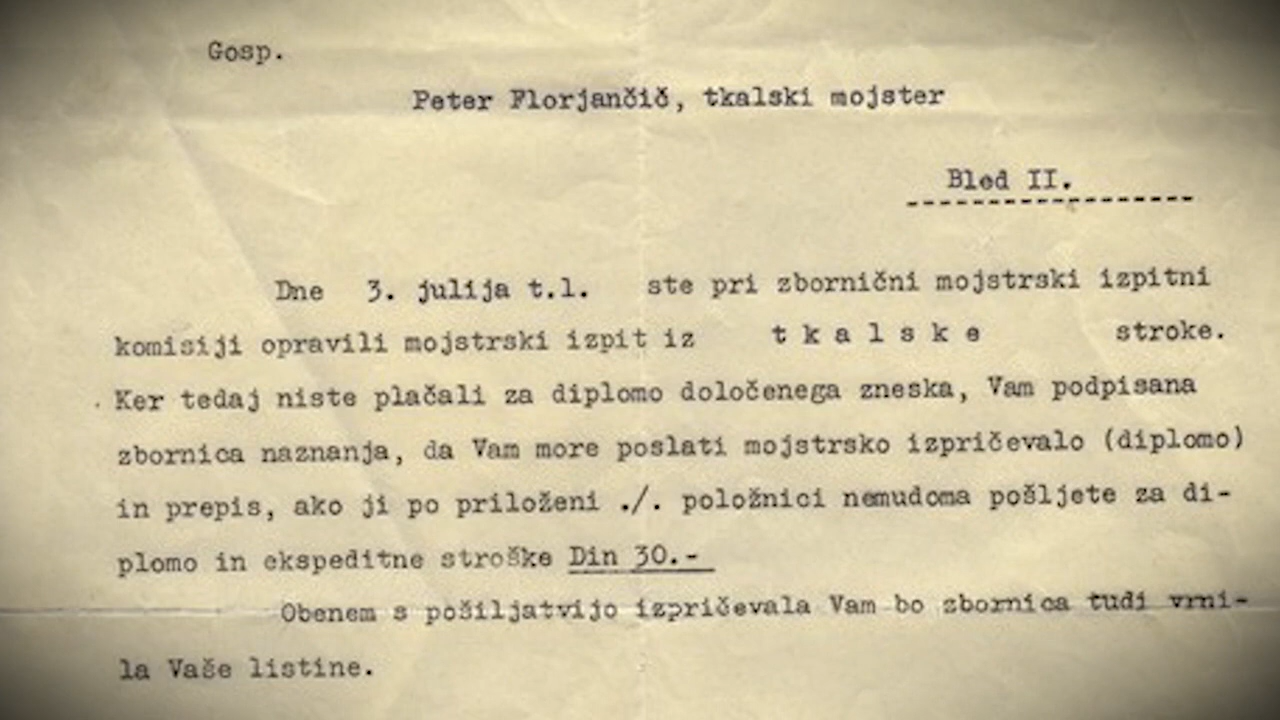 Gosp.
Peter Florjančič, tkalski mojster
Bled II.
Dne 3. julija t.l. ste pri zbornični mojstrski izpitni
komisiji opravili mojstrski izpit iz t k a l s k e stroke.
Ker tedaj niste plačali za diplomo določenega zneska, Vam podpisana
zbornica naznanja, da Vam more poslati mojstrsko izpričevalo (diplomo)
in prepis, ako ji po priloženi ./. položnici nemudoma pošljete za di-
plomo in ekspeditne stroške Din 30.-
Obenem s pošiljatvijo izpričevala Vam bo zbornica tudi vrni-
la Vaše listine.